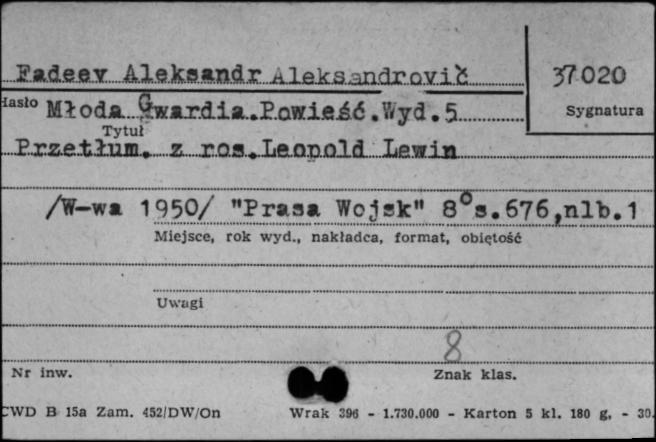 Fadeev Aleksandr Aleksandrovič 37020
Hasło Młoda Gwardia.Powieść.Wyd.5 Sygnatura
Tytuł
Przetłum. z ros.Leopold Lewin
/W-wa 1950/ "Prasa Wojsk" 8°s.676,nlb.1
Miejsce, rok wyd., nakładca, format, objętość
Uwagi
8
Nr inw. Znak klas.
CWD B 15a Zam. 452/DW/On Wrak 396 - 1.730.000 - Karton 5 kl. 180 g, - 30.